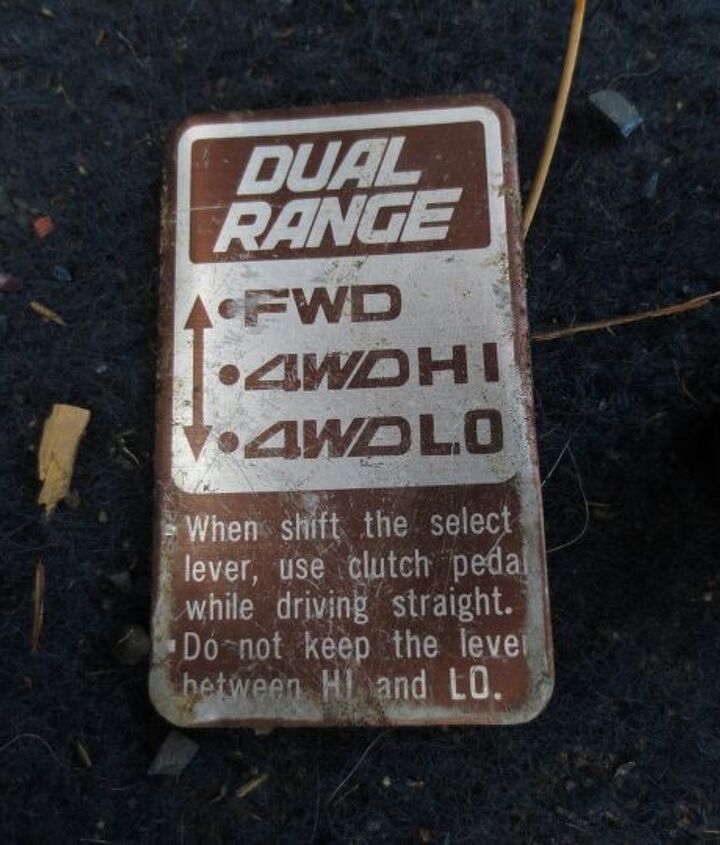 DUAL
RANGE
•FWD
•4WD HI
•4WD LO
When shift the select
lever, use clutch pedal
while driving straight.
Do not keep the lever
between HI and LO.